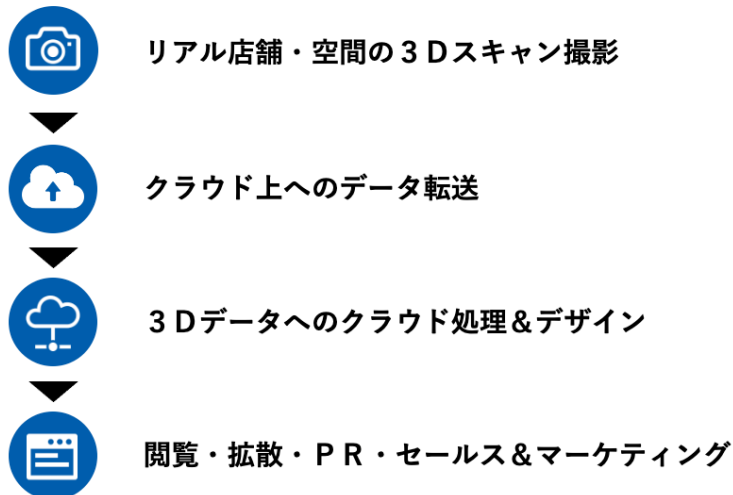 リアル店舗・空間の３Ｄスキャン撮影
クラウド上へのデータ転送
３Ｄデータへのクラウド処理＆デザイン
閲覧・拡散・ＰＲ・セールス＆マーケティング